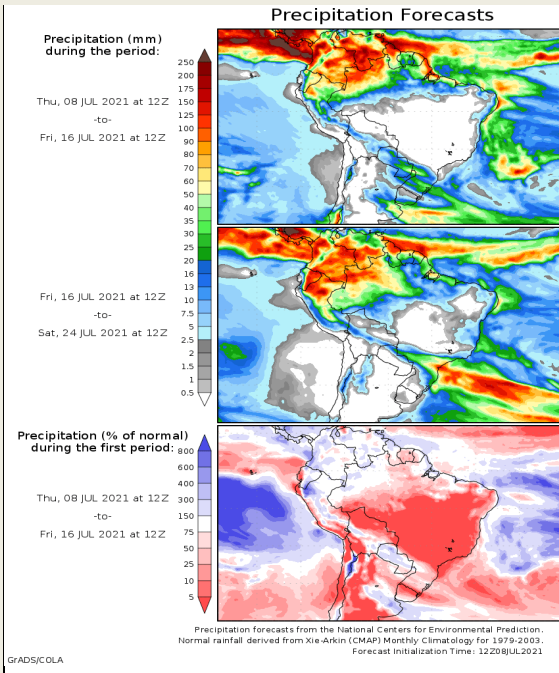 Precipitation Forecasts
Precipitation (mm)
during the period:
Thu, 08 JUL 2021 at 12Z
-to-
Fri, 16 JUL 2021 at 12Z
250
200
175
150
125
100
90
80
70
60
50
40
35
30
25
20
16
13
10
7.5
5
2.5
2
1.5
1
0.5
Fri, 16 JUL 2021 at 12Z
-to-
Sat, 24 JUL 2021 at 12Z
Precipitation (% of normal)
during the first period:
Thu, 08 JUL 2021 at 12Z
-to-
Fri, 16 JUL 2021 at 12Z
800
600
400
300
150
75
50
25
10
5
Precipitation forecasts from the National Centers for Environmental Prediction.
Normal rainfall derived from Xie-Arkin (CMAP) Monthly Climatology for 1979-2003.
Forecast Initialization Time: 12Z08JUL2021
GrADS/COLA